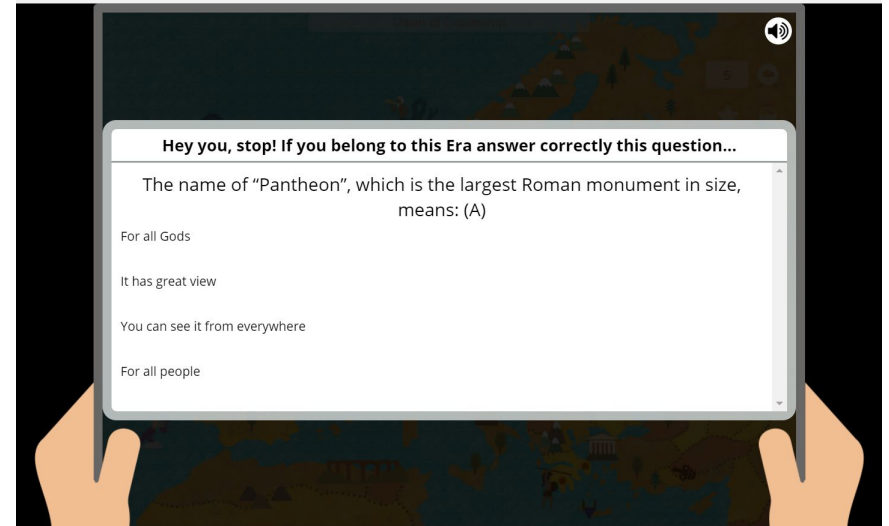 Hey you, stop! If you belong to this Era answer correctly this question...
The name of “Pantheon”, which is the largest Roman monument in size,
means: (A)
For all Gods
It has great view
You can see it from everywhere
For all people